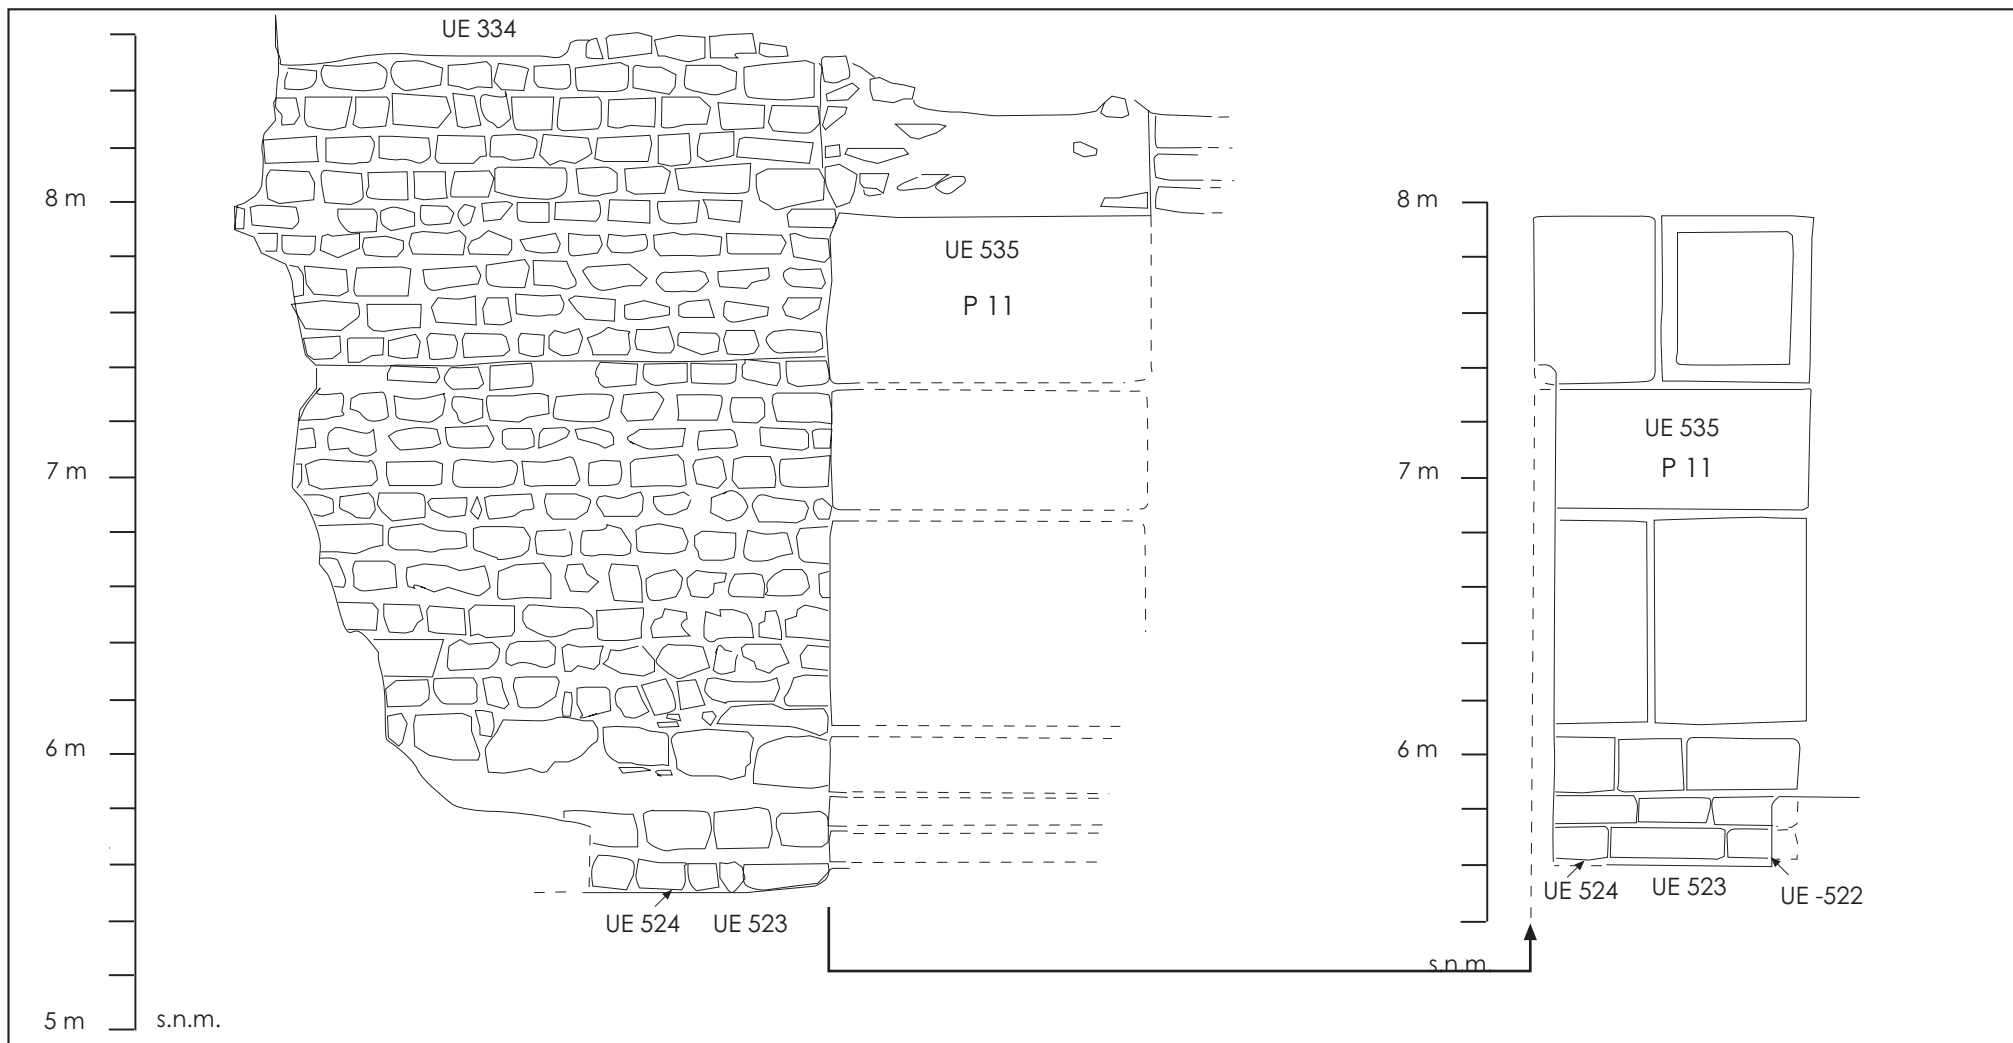 UE 334
8 m
7 m
6 m
5 m
s.n.m.
UE 535
P 11
UE 524
UE 523
8 m
7 m
6 m
s.n.m.
UE 535
P 11
UE 524
UE 523
UE -522